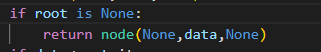 if root is None:
    return node(None,data,None)